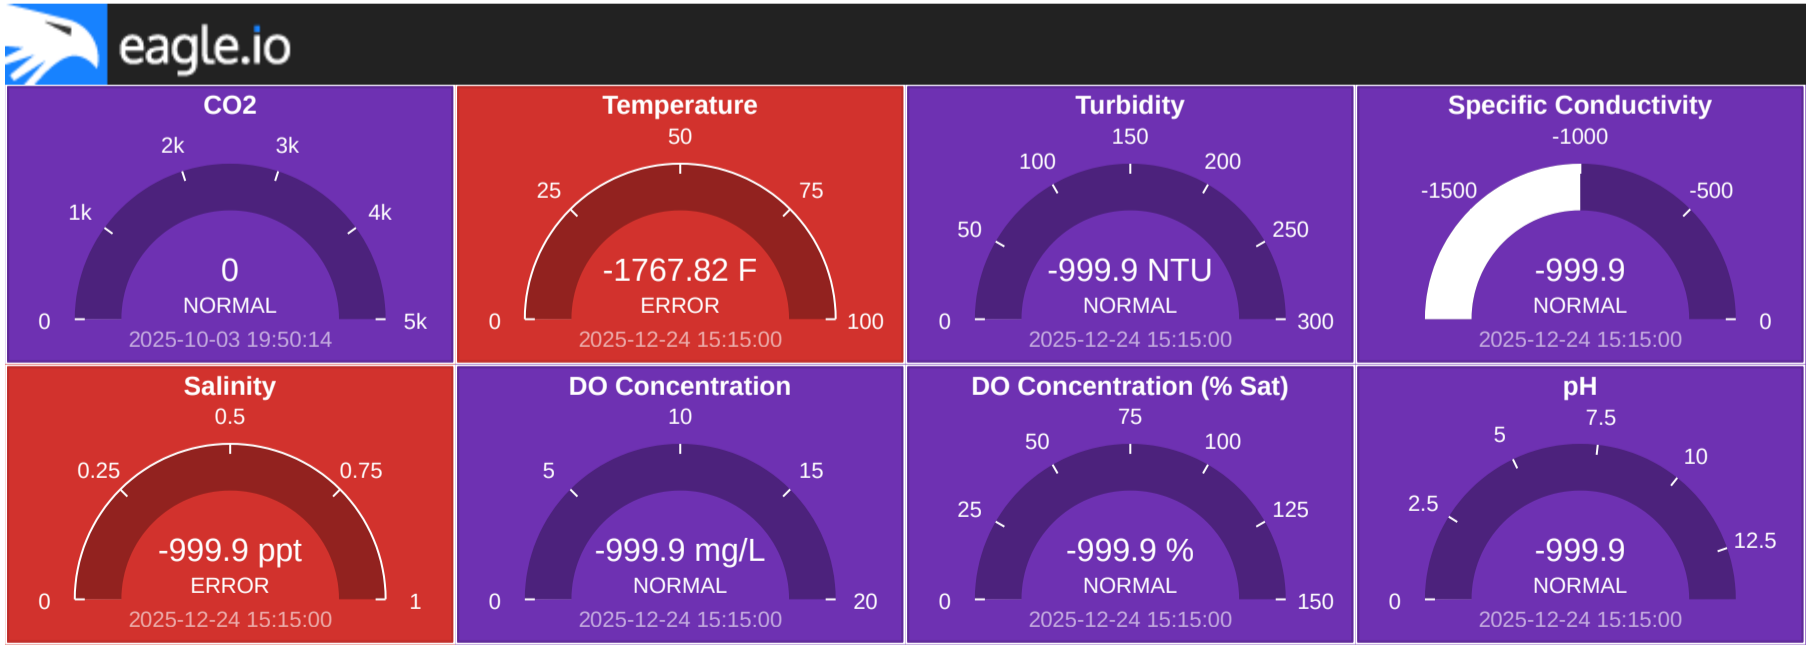 eagle.io
CO2
2k
3k
1k
4k
0
NORMAL
0
5k
2025-10-03 19:50:14
Temperature
50
25
75
-1767.82 F
ERROR
0
100
2025-12-24 15:15:00
Turbidity
150
100
200
50
250
-999.9 NTU
NORMAL
0
300
2025-12-24 15:15:00
Specific Conductivity
-1000
-1500
-500
-999.9
NORMAL
0
2025-12-24 15:15:00
Salinity
0.5
0.25
0.75
-999.9 ppt
ERROR
0
1
2025-12-24 15:15:00
DO Concentration
10
5
15
-999.9 mg/L
NORMAL
0
20
2025-12-24 15:15:00
DO Concentration (% Sat)
75
50
100
25
125
-999.9 %
NORMAL
0
150
2025-12-24 15:15:00
pH
7.5
5
10
2.5
12.5
-999.9
NORMAL
0
2025-12-24 15:15:00